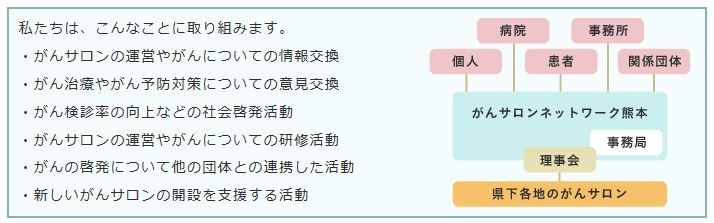 私たちは、こんなことに取り組みます。
・がんサロンの運営やがんについての情報交換
・がん治療やがん予防対策についての意見交換
・がん検診率の向上などの社会啓発活動
・がんサロンの運営やがんについての研修活動
・がんの啓発について他の団体との連携した活動
・新しいがんサロンの開設を支援する活動
病院
事務所
個人
患者
関係団体
がんサロンネットワーク熊本
事務局
理事会
県下各地のがんサロン